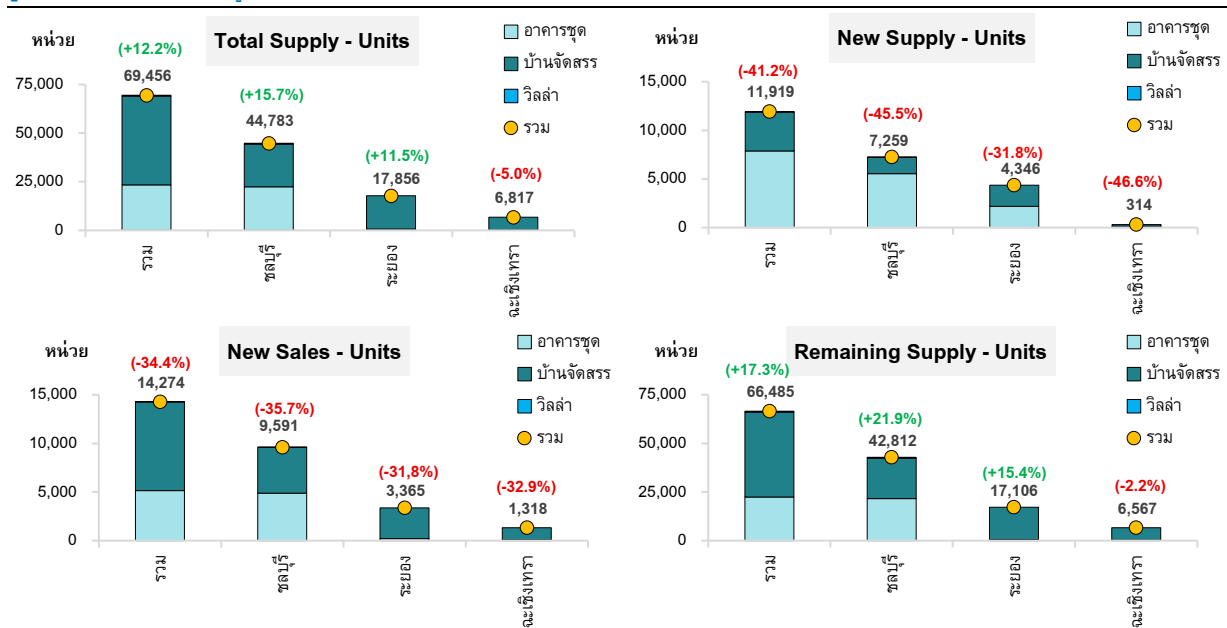 หน่วย
Total Supply - Units
(+12.2%)
69,456
(+15.7%)
44,783
(+11.5%)
17,856
(-5.0%)
6,817
75,000
50,000
25,000
0
รวม
ชลบุรี
ระยอง
ฉะเชิงเทรา
อาคารชุด
บ้านจัดสรร
วิลล่า
รวม
หน่วย
New Supply - Units
(-41.2%)
11,919
(-45.5%)
7,259
(-31.8%)
4,346
(-46.6%)
314
15,000
10,000
5,000
0
รวม
ชลบุรี
ระยอง
ฉะเชิงเทรา
อาคารชุด
บ้านจัดสรร
วิลล่า
รวม
หน่วย
New Sales - Units
(-34.4%)
14,274
(-35.7%)
9,591
(-31,8%)
3,365
(-32.9%)
1,318
15,000
10,000
5,000
0
รวม
ชลบุรี
ระยอง
ฉะเชิงเทรา
อาคารชุด
บ้านจัดสรร
วิลล่า
รวม
หน่วย
Remaining Supply - Units
(+17.3%)
66,485
(+21.9%)
42,812
(+15.4%)
17,106
(-2.2%)
6,567
75,000
50,000
25,000
0
รวม
ชลบุรี
ระยอง
ฉะเชิงเทรา
อาคารชุด
บ้านจัดสรร
วิลล่า
รวม